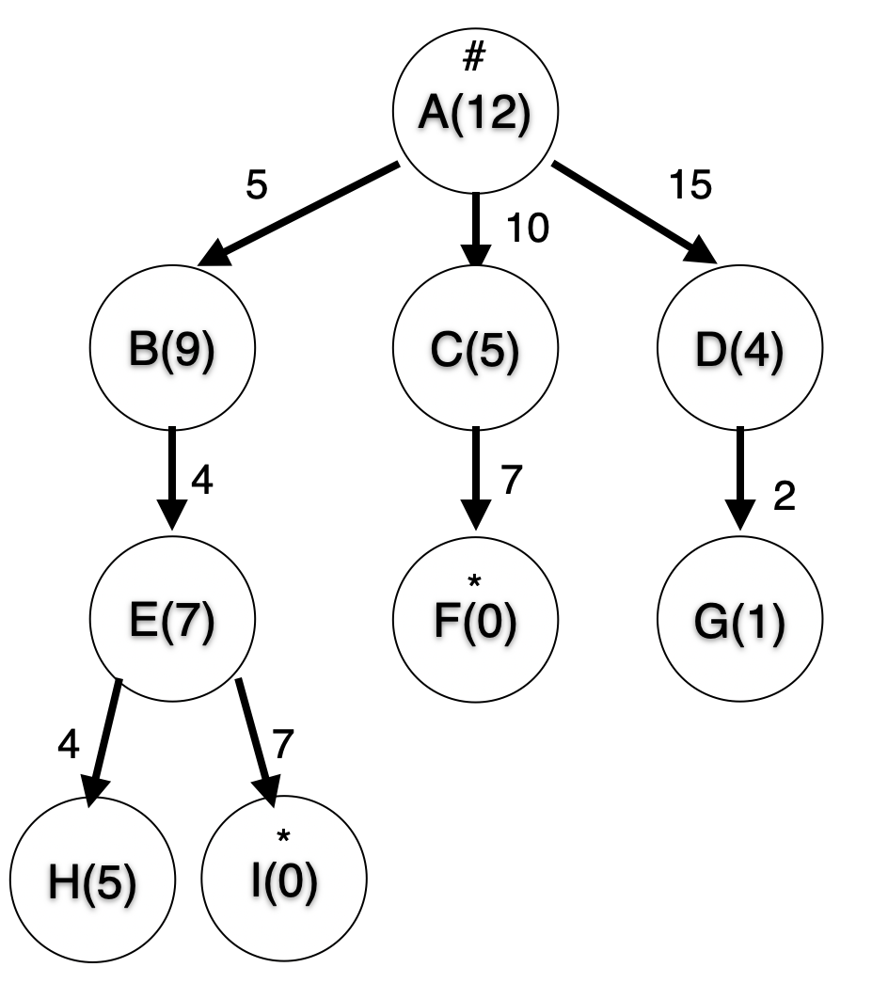 #
A(12)
5
10
15
B(9)
C(5)
D(4)
4
7
2
E(7)
*
F(0)
G(1)
4
7
H(5)
*
I(0)